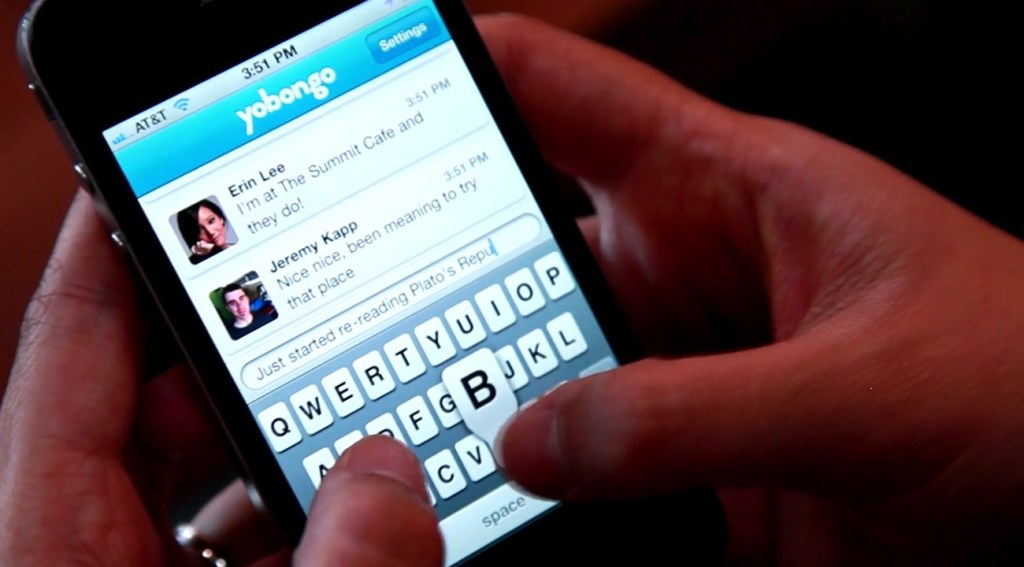 AT&T 3:51 PM
yobongo Settings
Erin Lee 3:51 PM
I'm at The Summit Cafe and
they do!
Jeremy Kapp 3:51 PM
Nice nice, been meaning to try
that place
Just started re-reading Plato's Repu
Q W E R T Y U I O P
A D F G J K L
C V B
space